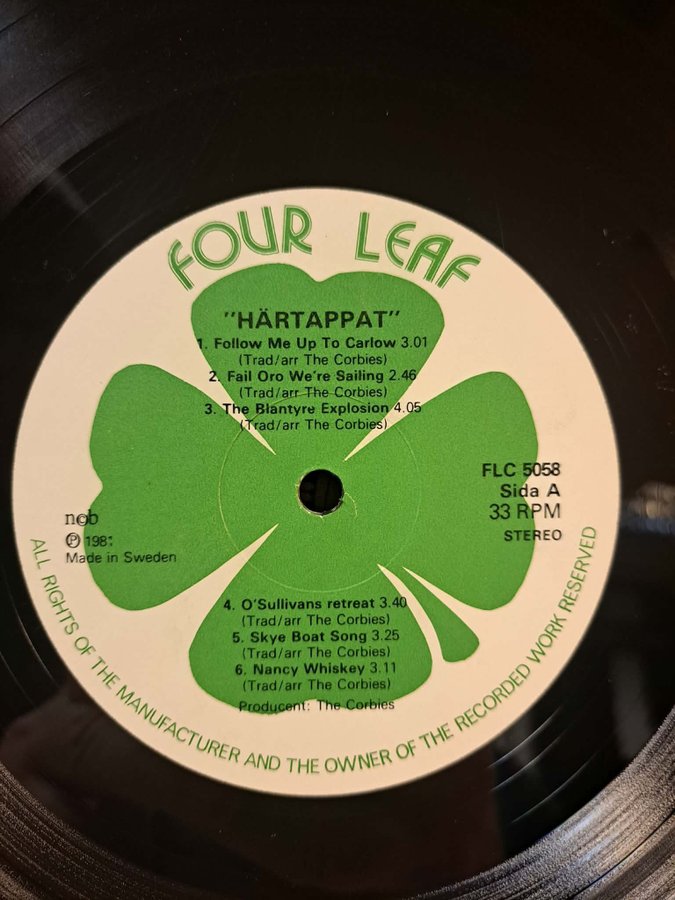 FOUR LEAF
"HÄRTAPPAT"
1. Follow Me Up To Carlow 3.01
(Trad/arr The Corbies)
2. Fail Oro We're Sailing 2.46
(Trad/arr The Corbies)
3. The Blantyre Explosion 4.05
(Trad/arr The Corbies)
FLC 5058
Sida A
33 RPM
STEREO
ncb
Ⓟ 1981
Made in Sweden
4. O'Sullivans retreat 3.40
(Trad/arr The Corbies)
5. Skye Boat Song 3.25
(Trad/arr The Corbies)
6. Nancy Whiskey 3.11
(Trad/arr The Corbies)
Producent: The Corbies
ALL RIGHTS OF THE MANUFACTURER AND THE OWNER OF THE RECORDED WORK RESERVED